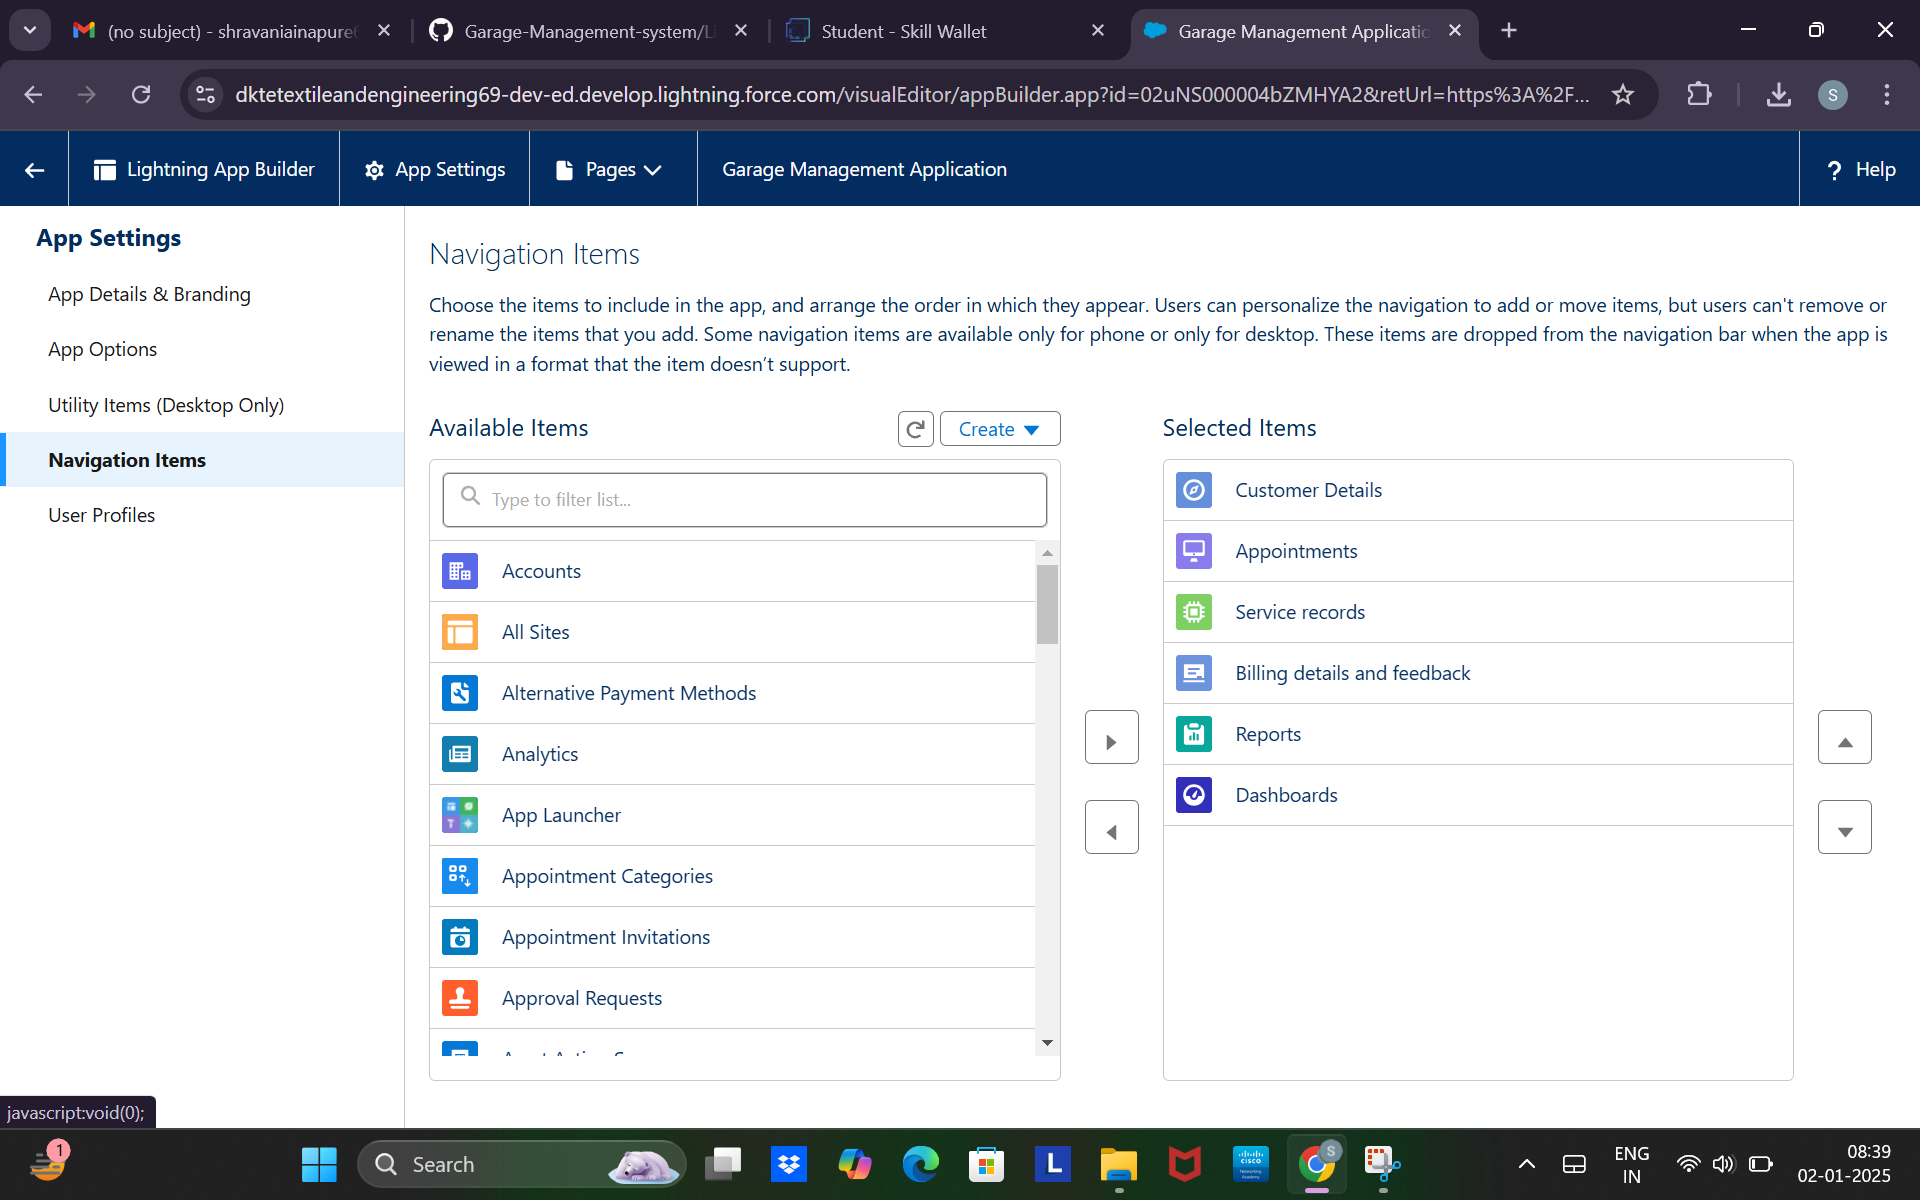 (no subject) - shravaniainapure6
Garage-Management-system/Li
Student - Skill Wallet
Garage Management Applicatio
dktetextileandengineering69-dev-ed.develop.lightning.force.com/visualEditor/appBuilder.app?id=02uNS000004bZMHYA2&retUrl=https%3A%2F...
S
Lightning App Builder
App Settings
Pages
Garage Management Application
? Help
App Settings
App Details & Branding
App Options
Utility Items (Desktop Only)
Navigation Items
User Profiles
Navigation Items
Choose the items to include in the app, and arrange the order in which they appear. Users can personalize the navigation to add or move items, but users can't remove or
rename the items that you add. Some navigation items are available only for phone or only for desktop. These items are dropped from the navigation bar when the app is
viewed in a format that the item doesn’t support.
Available Items
Create
Type to filter list...
Accounts
All Sites
Alternative Payment Methods
Analytics
App Launcher
Appointment Categories
Appointment Invitations
Approval Requests
Selected Items
Customer Details
Appointments
Service records
Billing details and feedback
Reports
Dashboards
javascript:void(0);
1
Search
L
CISCO
S
ENG
IN
08:39
02-01-2025